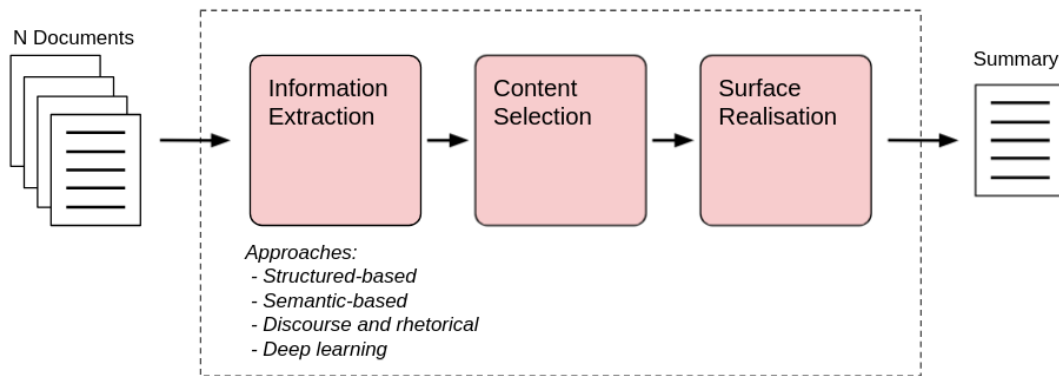 N Documents
Information
Extraction
Content
Selection
Surface
Realisation
Summary
Approaches:
- Structured-based
- Semantic-based
- Discourse and rhetorical
- Deep learning